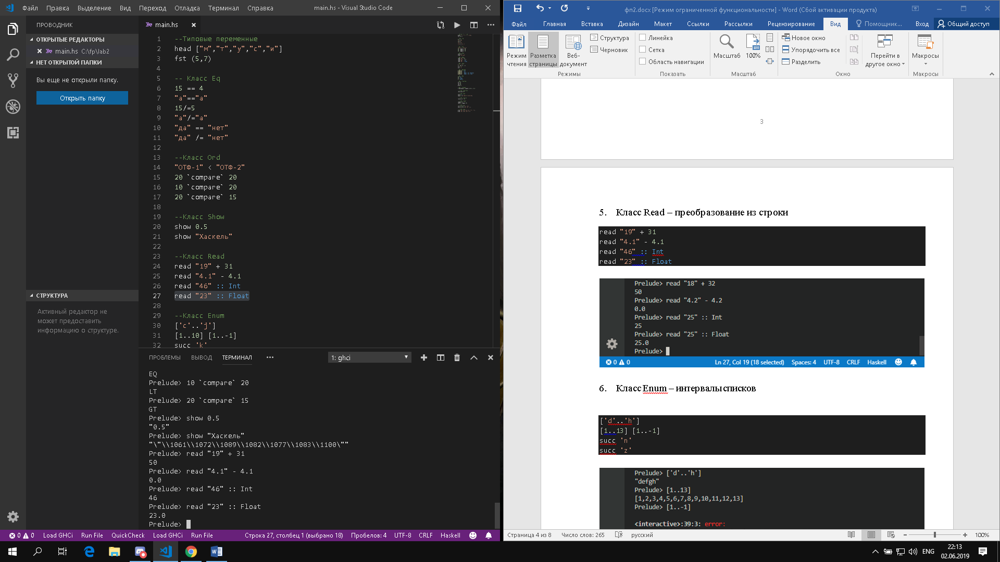 Файл Правка Выделение Вид Переход Отладка Терминал Справка
main.hs - Visual Studio Code
ПРОВОДНИК
ОТКРЫТЫЕ РЕДАКТОРЫ
main.hs C:\fp\lab2
НЕТ ОТКРЫТОЙ ПАПКИ
Вы еще не открыли папку.
Открыть папку
СТРУКТУРА
Активный редактор не
может предоставить
информацию о структуре.
main.hs
1 --Типовые переменные
2 head ["м","т","у","с","и"]
3 fst (5,7)
4
5 -- Класс Eq
6 15 == 4
7 "a"=="a"
8 15/=5
9 "a"/="a"
10 "да" == "нет"
11 "да" /= "нет"
12
13 --Класс Ord
14 "ОТФ-1" < "ОТФ-2"
15 20 `compare` 20
16 10 `compare` 20
17 20 `compare` 15
18
19 --Класс Show
20 show 0.5
21 show "Хаскель"
22
23 --Класс Read
24 read "19" + 31
25 read "4.1" - 4.1
26 read "46" :: Int
27 read "23" :: Float
28
29 --Класс Enum
30 ['c'..'j']
31 [1..10] [1..-1]
32 succ 'k'
ПРОБЛЕМЫ ВЫВОД ТЕРМИНАЛ
1: ghci
EQ
Prelude> 10 `compare` 20
LT
Prelude> 20 `compare` 15
GT
Prelude> show 0.5
"0.5"
Prelude> show "Хаскель"
"\"\\1061\\1072\\1089\\1082\\1077\\1083\\1100\""
Prelude> read "19" + 31
50
Prelude> read "4.1" - 4.1
0.0
Prelude> read "46" :: Int
46
Prelude> read "23" :: Float
23.0
Prelude>
0 0 Load GHCi Run File QuickCheck Load GHCi Run File
Строка 27, столбец 1 (выбрано 18) Пробелов: 4 UTF-8 CRLF Haskell
фп2.docx [Режим ограниченной функциональности] - Word (Сбой активации продукта)
Файл Главная Вставка Дизайн Макет Ссылки Рассылки Рецензирование Вид Помощник... Вход Общий доступ
Режим чтения
Разметка страницы
Веб-документ
Структура
Черновик
Режимы
Линейка
Сетка
Область навигации
Показать
Масштаб
100%
100
Масштаб
Новое окно
Упорядочить все
Разделить
Перейти в другое окно
Окно
Макросы
Макросы
3
5. Класс Read – преобразование из строки
read "19" + 31
read "4.1" - 4.1
read "46" :: Int
read "23" :: Float
Prelude> read "18" + 32
50
Prelude> read "4.2" - 4.2
0.0
Prelude> read "25" :: Int
25
Prelude> read "25" :: Float
25.0
Prelude>
0 0 Ln 27, Col 19 (18 selected) Spaces: 4 UTF-8 CRLF Haskell
6. Класс Enum – интервалы списков
['d'..'h']
[1..13] [1..-1]
succ 'n'
succ 'z'
Prelude> ['d'..'h']
"defgh"
Prelude> [1..13]
[1,2,3,4,5,6,7,8,9,10,11,12,13]
Prelude> [1..-1]
<interactive>:39:3: error:
Страница 4 из 8 Число слов: 265 русский
100%
ENG
22:13
02.06.2019